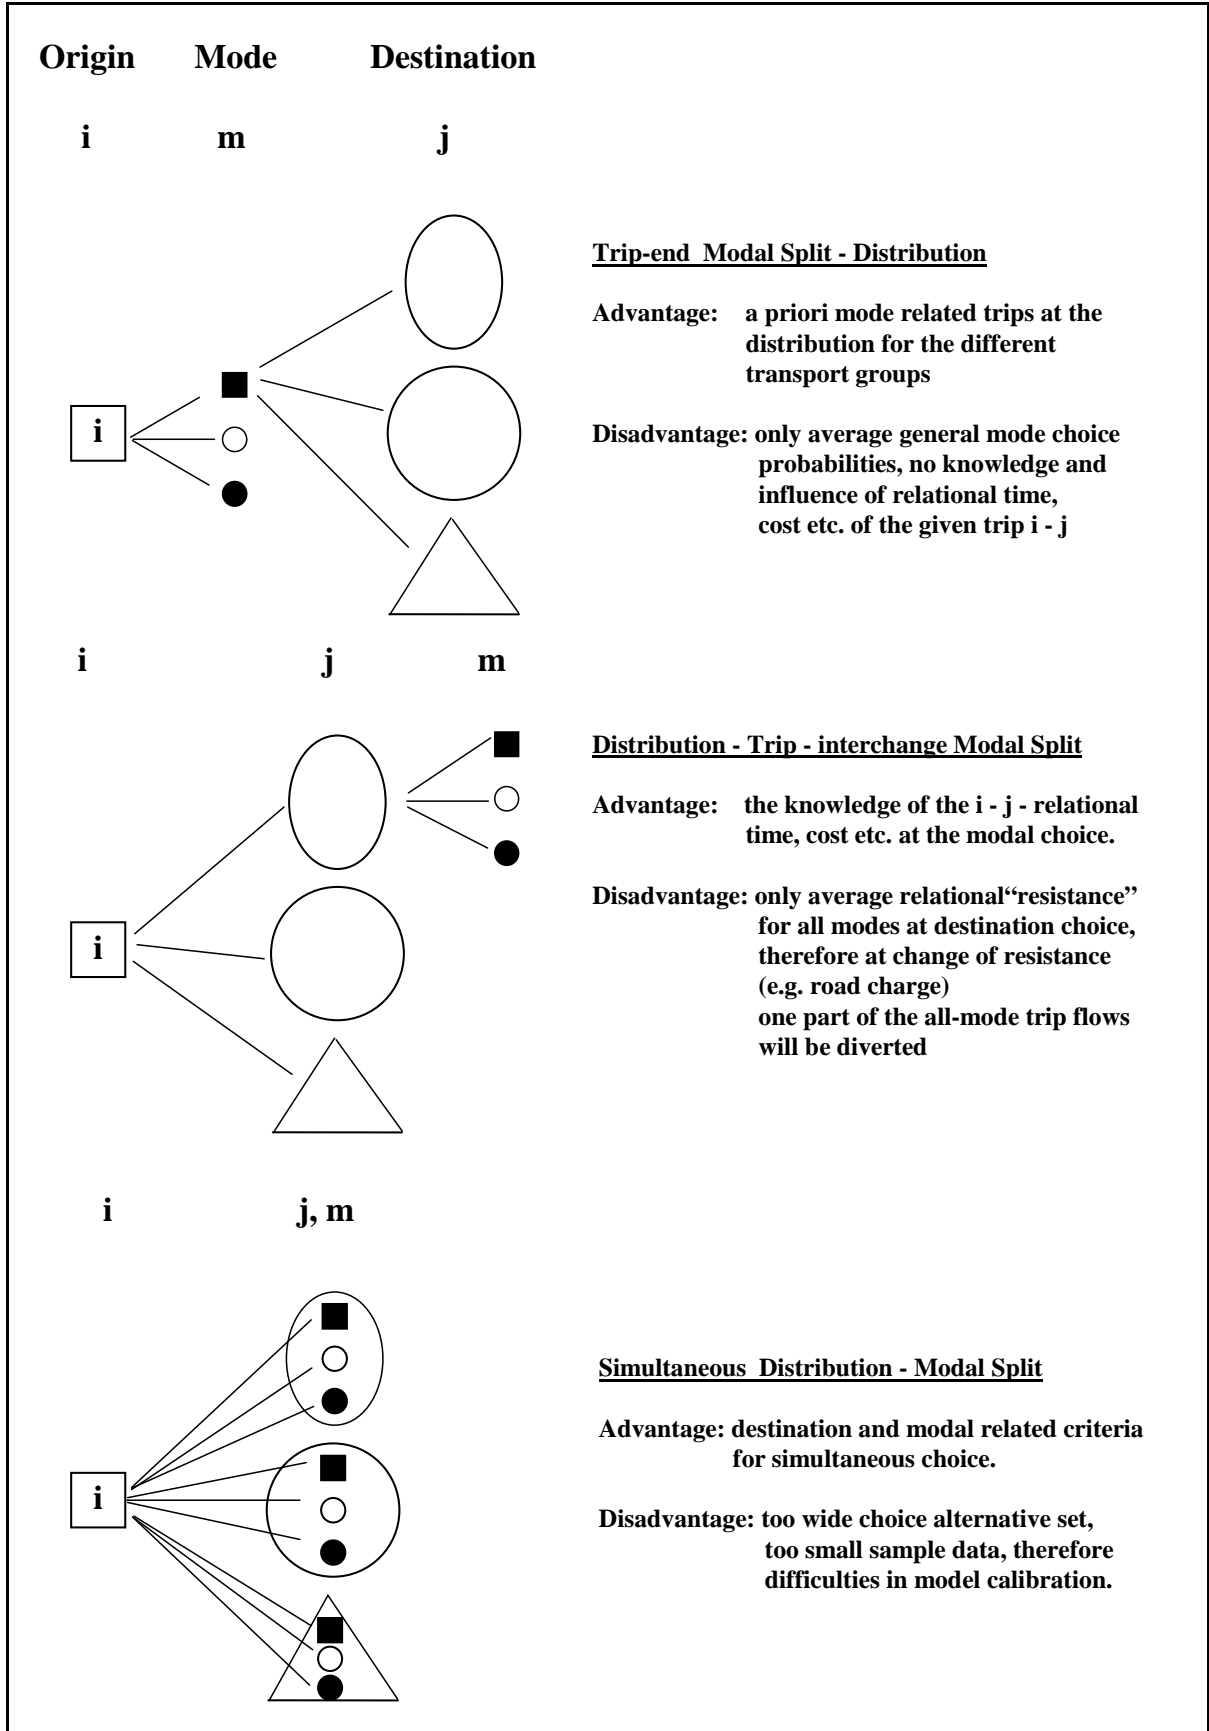 Origin Mode Destination
i m j
Trip-end Modal Split - Distribution
Advantage: a priori mode related trips at the
distribution for the different
transport groups
i
Disadvantage: only average general mode choice
probabilities, no knowledge and
influence of relational time,
cost etc. of the given trip i - j
i j m
Distribution - Trip - interchange Modal Split
Advantage: the knowledge of the i - j - relational
time, cost etc. at the modal choice.
Disadvantage: only average relational“resistance”
for all modes at destination choice,
i
therefore at change of resistance
(e.g. road charge)
one part of the all-mode trip flows
will be diverted
i j, m
Simultaneous Distribution - Modal Split
Advantage: destination and modal related criteria
for simultaneous choice.
i
Disadvantage: too wide choice alternative set,
too small sample data, therefore
difficulties in model calibration.